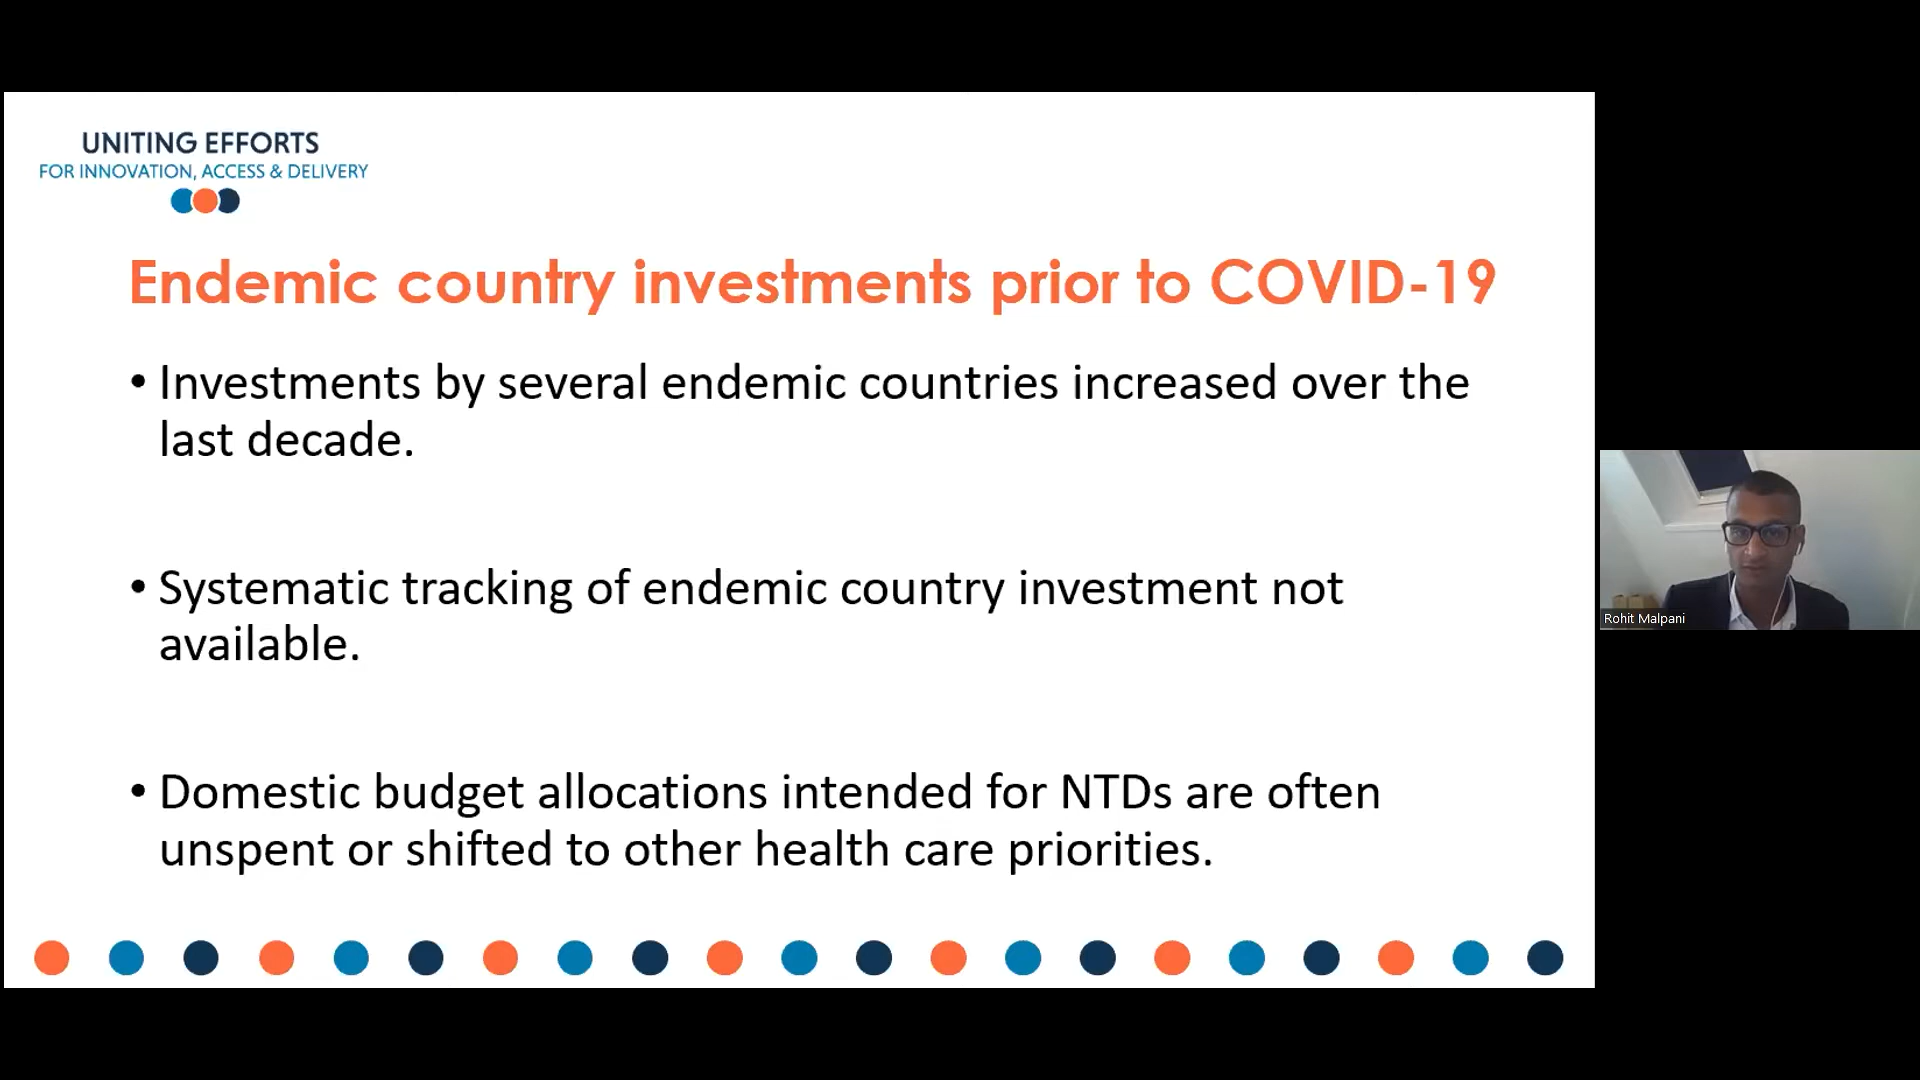 UNITING EFFORTS
FOR INNOVATION, ACCESS & DELIVERY
Endemic country investments prior to COVID-19
• Investments by several endemic countries increased over the
last decade.
• Systematic tracking of endemic country investment not
available.
• Domestic budget allocations intended for NTDs are often
unspent or shifted to other health care priorities.
Rohit Malpani